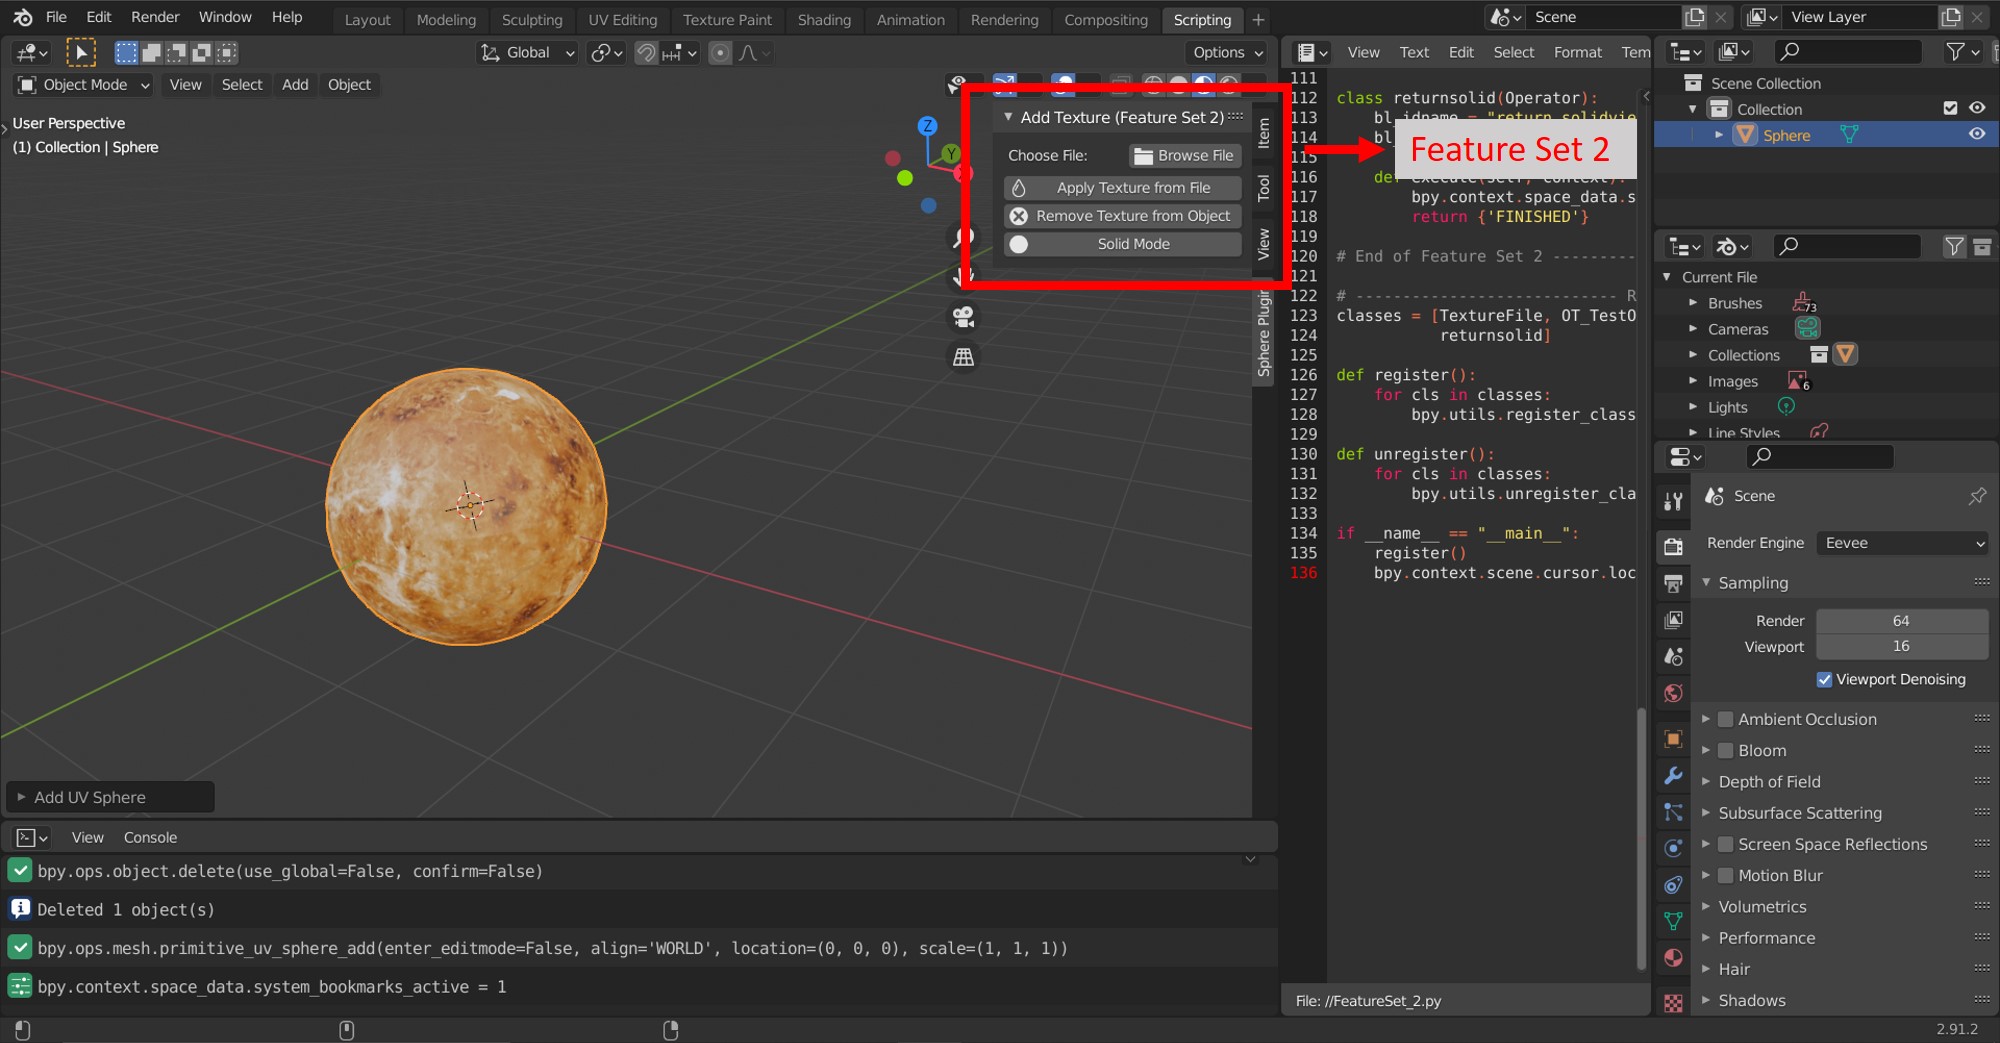 File Edit Render Window Help Layout Modeling Sculpting UV Editing Texture Paint Shading Animation Rendering Compositing Scripting + Scene View Layer
Global Options
Object Mode View Select Add Object
User Perspective
(1) Collection | Sphere
Z
Y
Add Texture (Feature Set 2)
Choose File: Browse File
Apply Texture from File
Remove Texture from Object
Solid Mode
Item
Tool
View
Sphere Plugin
Feature Set 2
Add UV Sphere
View Text Edit Select Format Tem
111
112 class returnsolid(Operator):
113 bl_idname = "return.solidvie
114
115
116
117 bpy.context.space_data.s
118 return {'FINISHED'}
119
120 # End of Feature Set 2 ---------
121
122 # ---------------------------- R
123 classes = [TextureFile, OT_TestO
124 returnsolid]
125
126 def register():
127 for cls in classes:
128 bpy.utils.register_class
129
130 def unregister():
131 for cls in classes:
132 bpy.utils.unregister_cla
133
134 if __name__ == "__main__":
135 register()
136 bpy.context.scene.cursor.loc
File: //FeatureSet_2.py
View Console
bpy.ops.object.delete(use_global=False, confirm=False)
Deleted 1 object(s)
bpy.ops.mesh.primitive_uv_sphere_add(enter_editmode=False, align='WORLD', location=(0, 0, 0), scale=(1, 1, 1))
bpy.context.space_data.system_bookmarks_active = 1
Scene Collection
Collection
Sphere
Current File
Brushes 73
Cameras
Collections
Images 6
Lights
Line Styles
Scene
Render Engine Eevee
Sampling
Render 64
Viewport 16
Viewport Denoising
Ambient Occlusion
Bloom
Depth of Field
Subsurface Scattering
Screen Space Reflections
Motion Blur
Volumetrics
Performance
Hair
Shadows
2.91.2